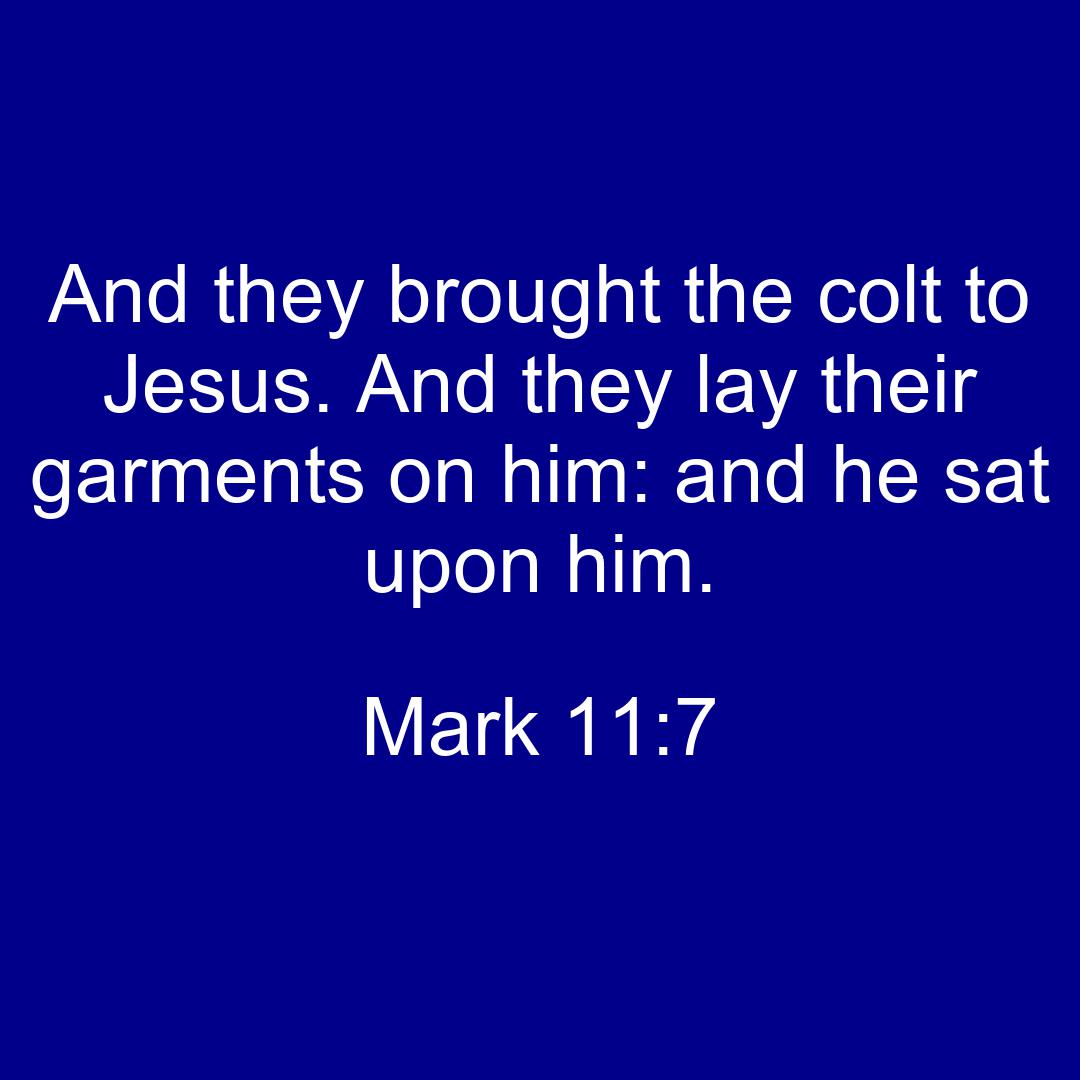 And they brought the colt to
Jesus. And they lay their
garments on him: and he sat
upon him.
Mark 11:7